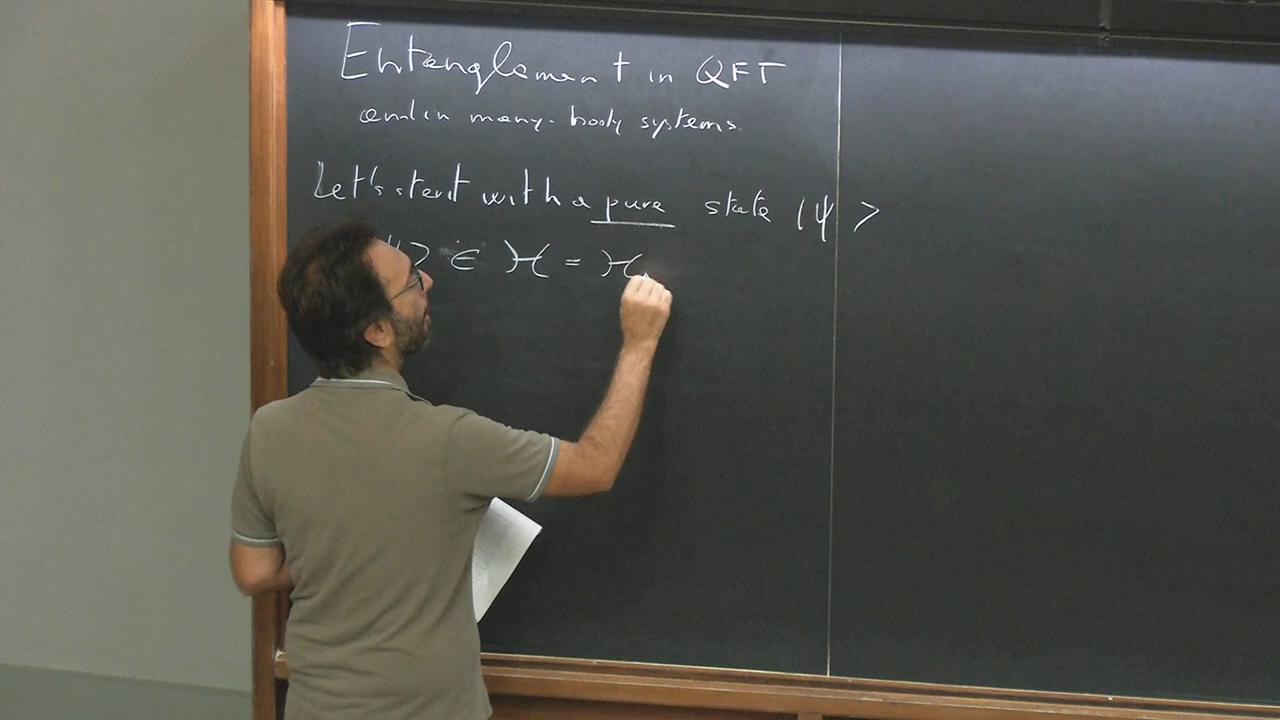 Entanglement in QFT
and in many-body systems.
Let's start with a pure state |ψ >
ψ> ∈ H = H